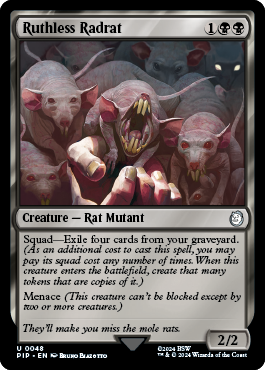 Ruthless Radrat 1
Creature — Rat Mutant
Squad—Exile four cards from your graveyard.
(As an additional cost to cast this spell, you may
pay its squad cost any number of times. When this
creature enters the battlefield, create that many
tokens that are copies of it.)
Menace (This creature can't be blocked except by
two or more creatures.)
They'll make you miss the mole rats.
2/2
U 0048
PIP • EN Bruno Biazotto
©2024 BSW
™ & © 2024 Wizards of the Coast